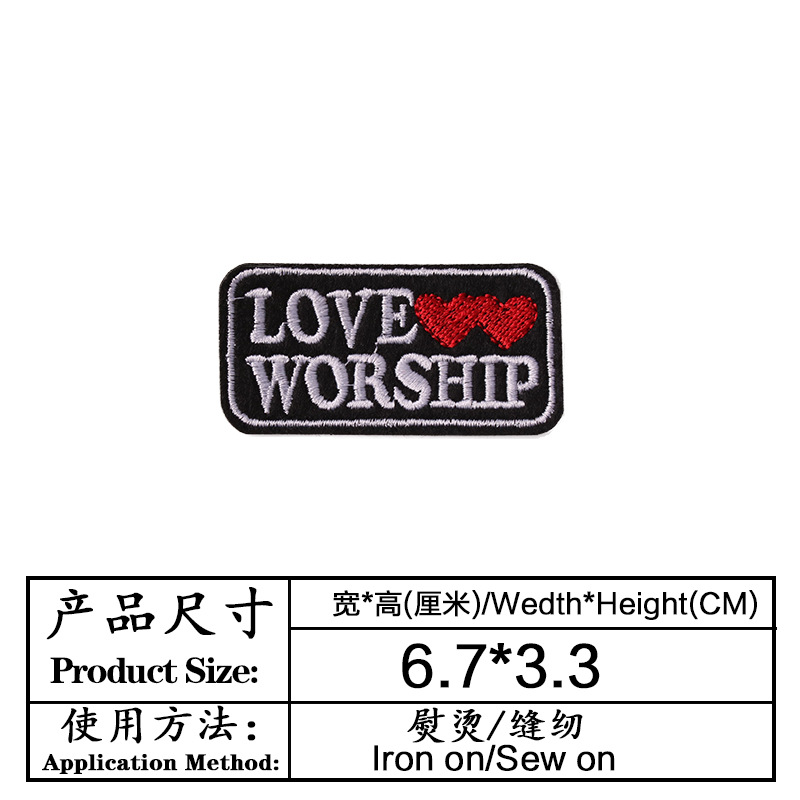 LOVE
WORSHIP
产品尺寸
Product Size:
宽*高(厘米)/Wedth*Height(CM)
6.7*3.3
使用方法：
Application Method:
熨烫/缝纫
Iron on/Sew on